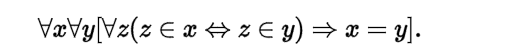 ∀x∀y[∀z(z ∈ x ⇔ z ∈ y) ⇒ x = y].